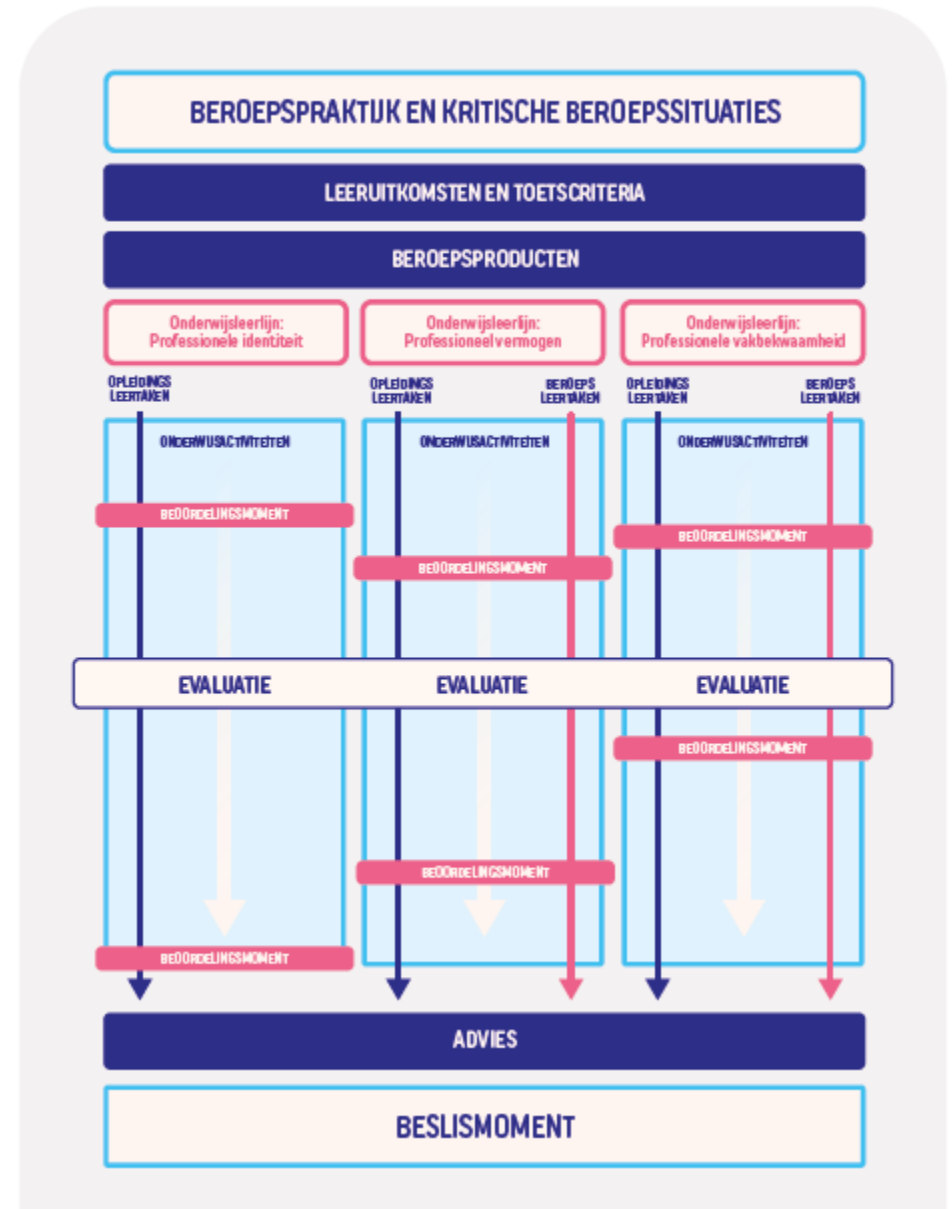 BEROEPSPRAKTIJK EN KRITISCHE BEROEPSSITUATIES
LEERUITKOMSTEN EN TOETSCRITERIA
BEROEPSPRODUCTEN
Onderwijsleerlijn:
Professionele identiteit
Onderwijsleerlijn:
Professioneel vermogen
Onderwijsleerlijn:
Professionele vakbekwaamheid
OPLEIDINGS
LEERTAKEN
OPLEIDINGS
LEERTAKEN
BEROEPS
LEERTAKEN
OPLEIDINGS
LEERTAKEN
BEROEPS
LEERTAKEN
ONDERWIJSACTIVITEITEN
ONDERWIJSACTIVITEITEN
ONDERWIJSACTIVITEITEN
BEOORDELINGSMOMENT
BEOORDELINGSMOMENT
BEOORDELINGSMOMENT
EVALUATIE
EVALUATIE
EVALUATIE
BEOORDELINGSMOMENT
BEOORDELINGSMOMENT
BEOORDELINGSMOMENT
ADVIES
BESLISMOMENT